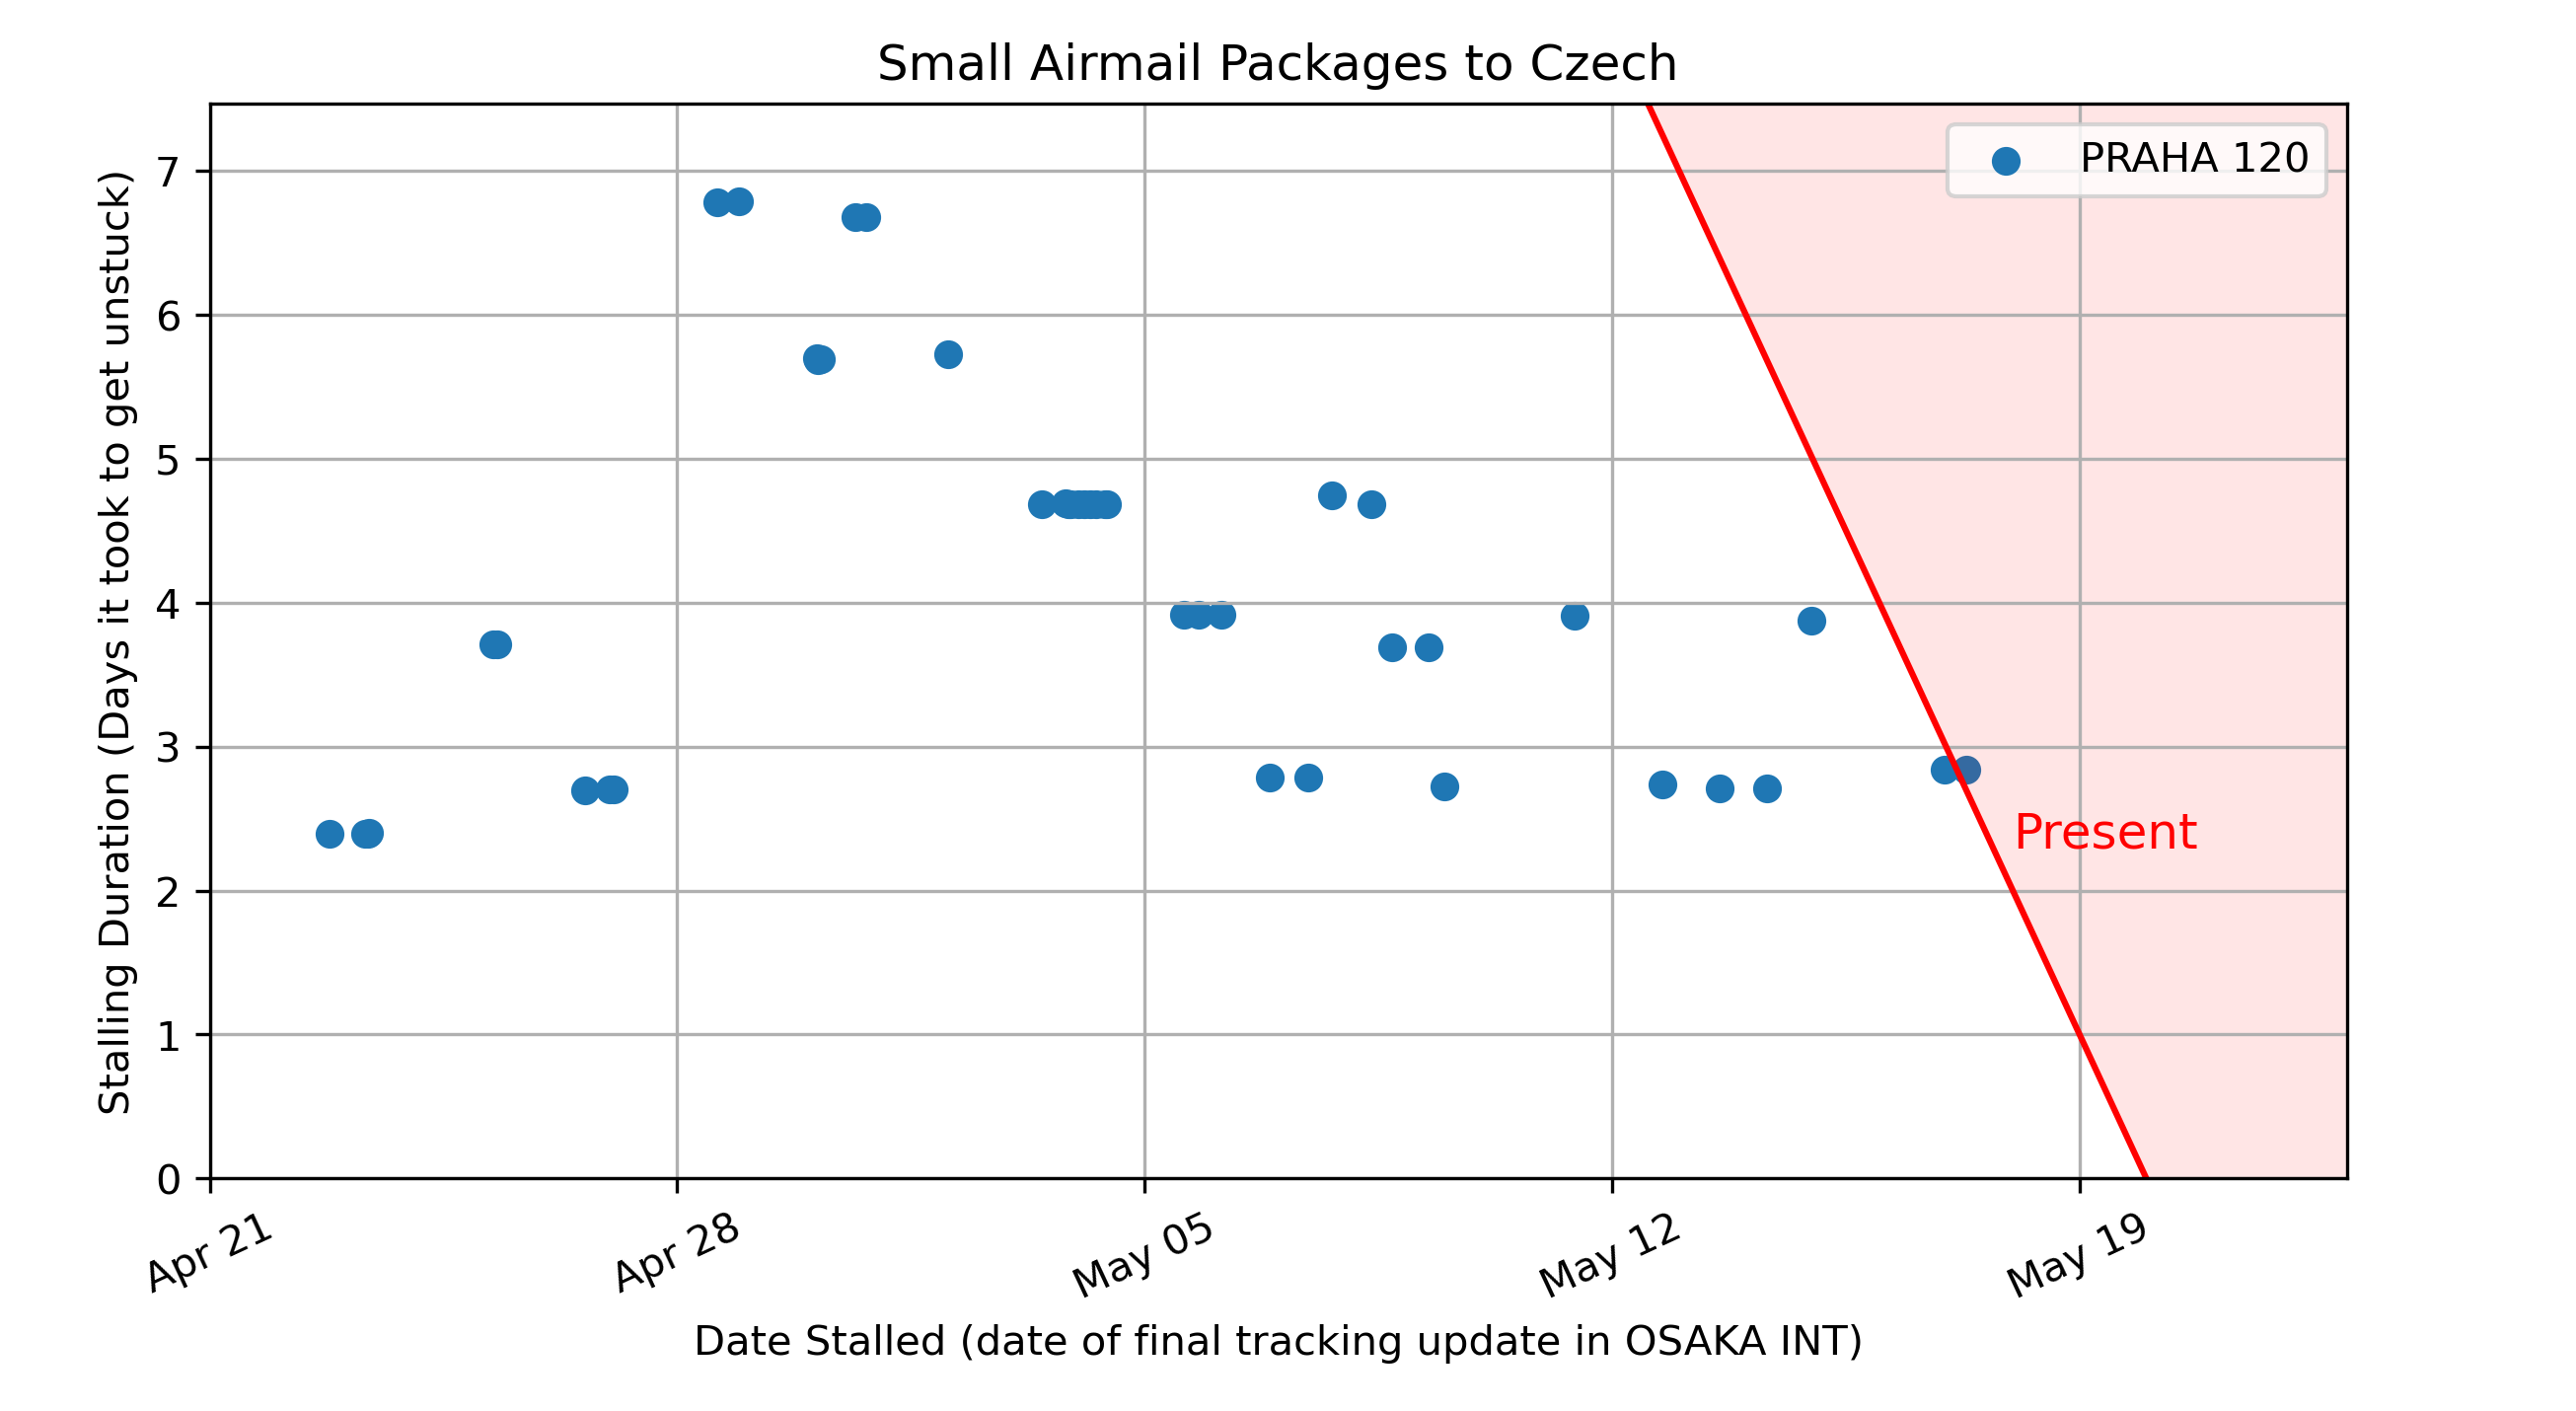 Small Airmail Packages to Czech
PRAHA 120
Stalling Duration (Days it took to get unstuck)
7
6
5
4
3
2
1
0
Present
Apr 21
Apr 28
May 05
May 12
May 19
Date Stalled (date of final tracking update in OSAKA INT)